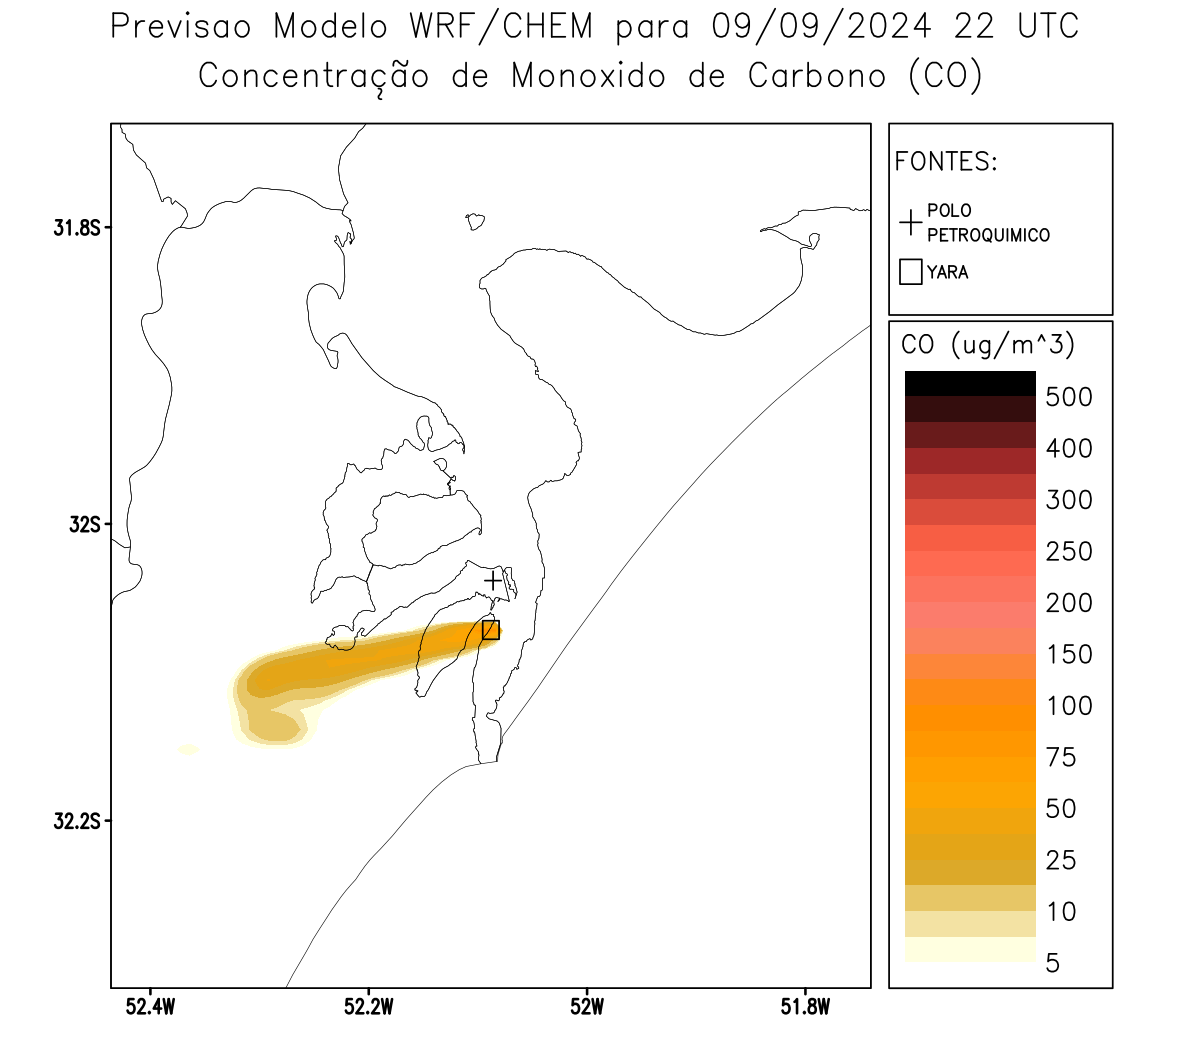 Previsao Modelo WRF/CHEM para 09/09/2024 22 UTC
Concentração de Monoxido de Carbono (CO)
FONTES:
POLO
PETROQUIMICO
YARA
CO (ug/m^3)
500
400
300
250
200
150
100
75
50
25
10
5
31.8S
32S
32.2S
52.4W
52.2W
52W
51.8W